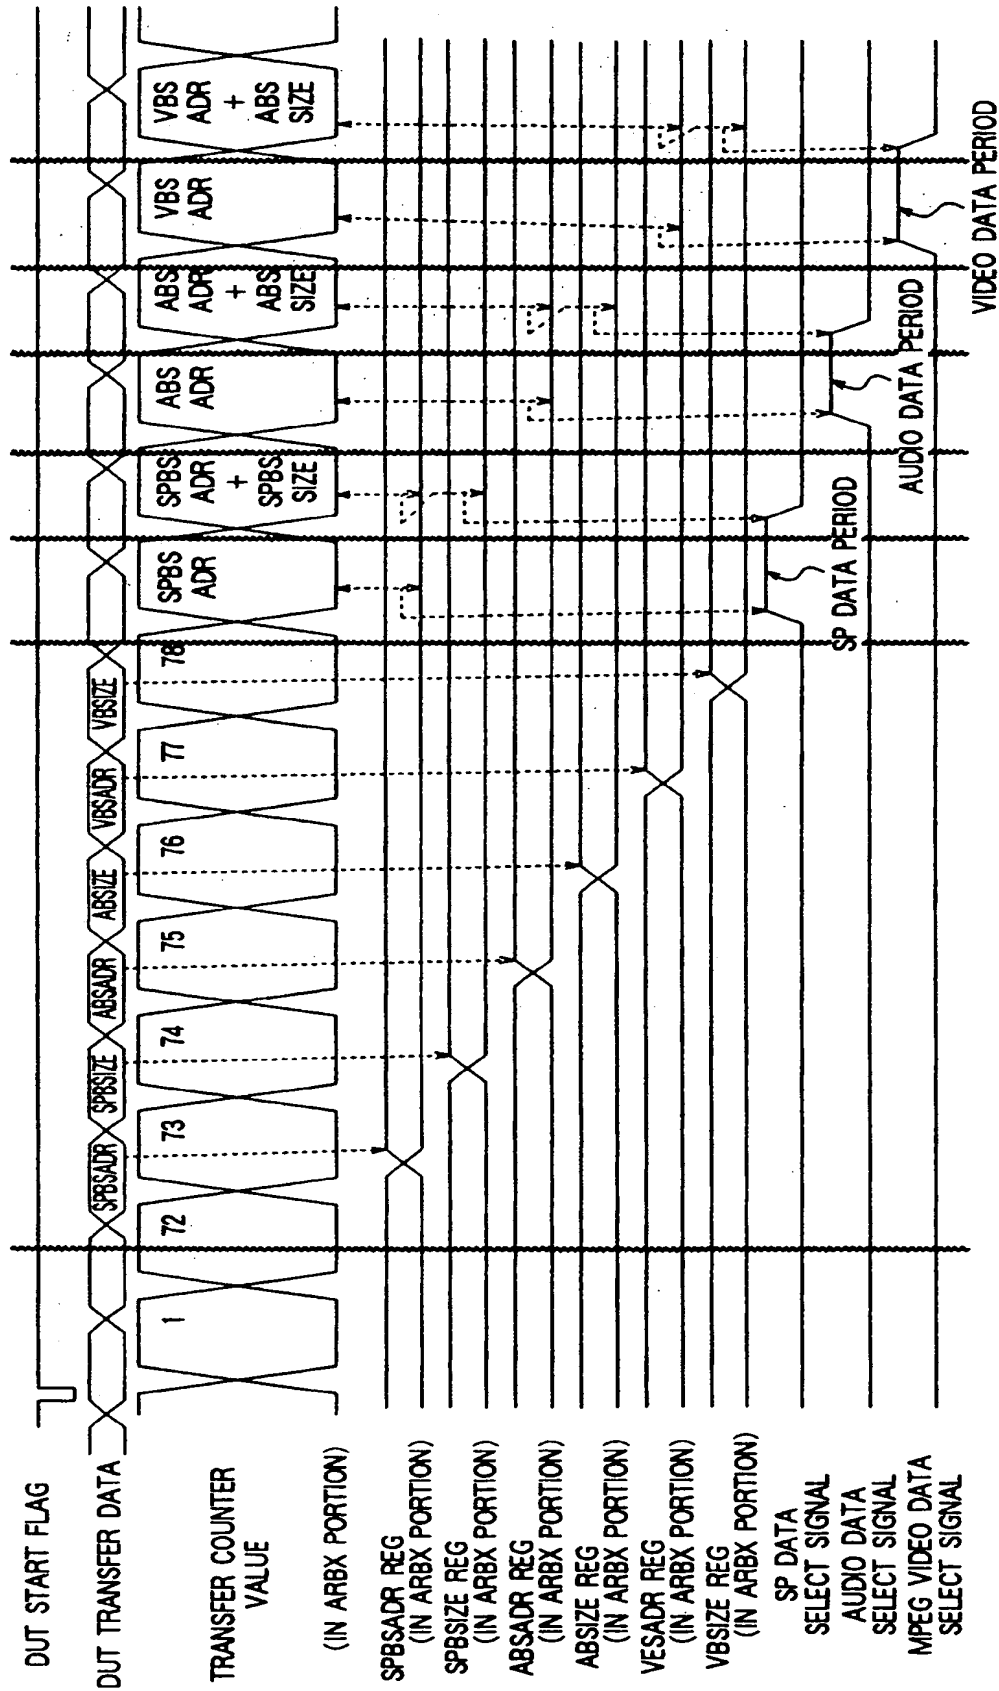 DUT START FLAG
DUT TRANSFER DATA
SPBSADR
SPBSIZE
ABSADR
ABSIZE
VBSADR
VBSIZE
TRANSFER COUNTER
VALUE
(IN ARBX PORTION)
1
72
73
74
75
76
77
78
SPBS
ADR
SPBS
ADR
+
SPBS
SIZE
ABS
ADR
ABS
ADR
+
ABS
SIZE
VBS
ADR
VBS
ADR
+
ABS
SIZE
SPBSADR REG
(IN ARBX PORTION)
SPBSIZE REG
(IN ARBX PORTION)
ABSADR REG
(IN ARBX PORTION)
ABSIZE REG
(IN ARBX PORTION)
VESADR REG
(IN ARBX PORTION)
VBSIZE REG
(IN ARBX PORTION)
SP DATA
SELECT SIGNAL
SP DATA PERIOD
AUDIO DATA
SELECT SIGNAL
AUDIO DATA PERIOD
MPEG VIDEO DATA
SELECT SIGNAL
VIDEO DATA PERIOD